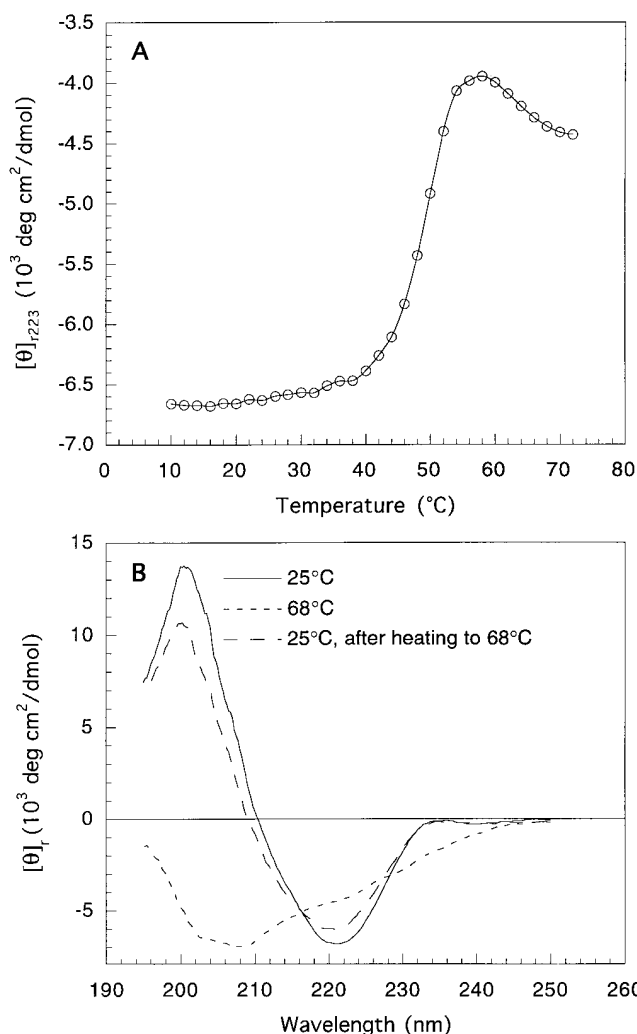 A
-3.5
-4.0
-4.5
-5.0
-5.5
-6.0
-6.5
-7.0
[θ]r223 (10³ deg cm²/dmol)
0 10 20 30 40 50 60 70 80
Temperature (°C)
B
25°C
68°C
25°C, after heating to 68°C
15
10
5
0
-5
[θ]r (10³ deg cm²/dmol)
190 200 210 220 230 240 250 260
Wavelength (nm)